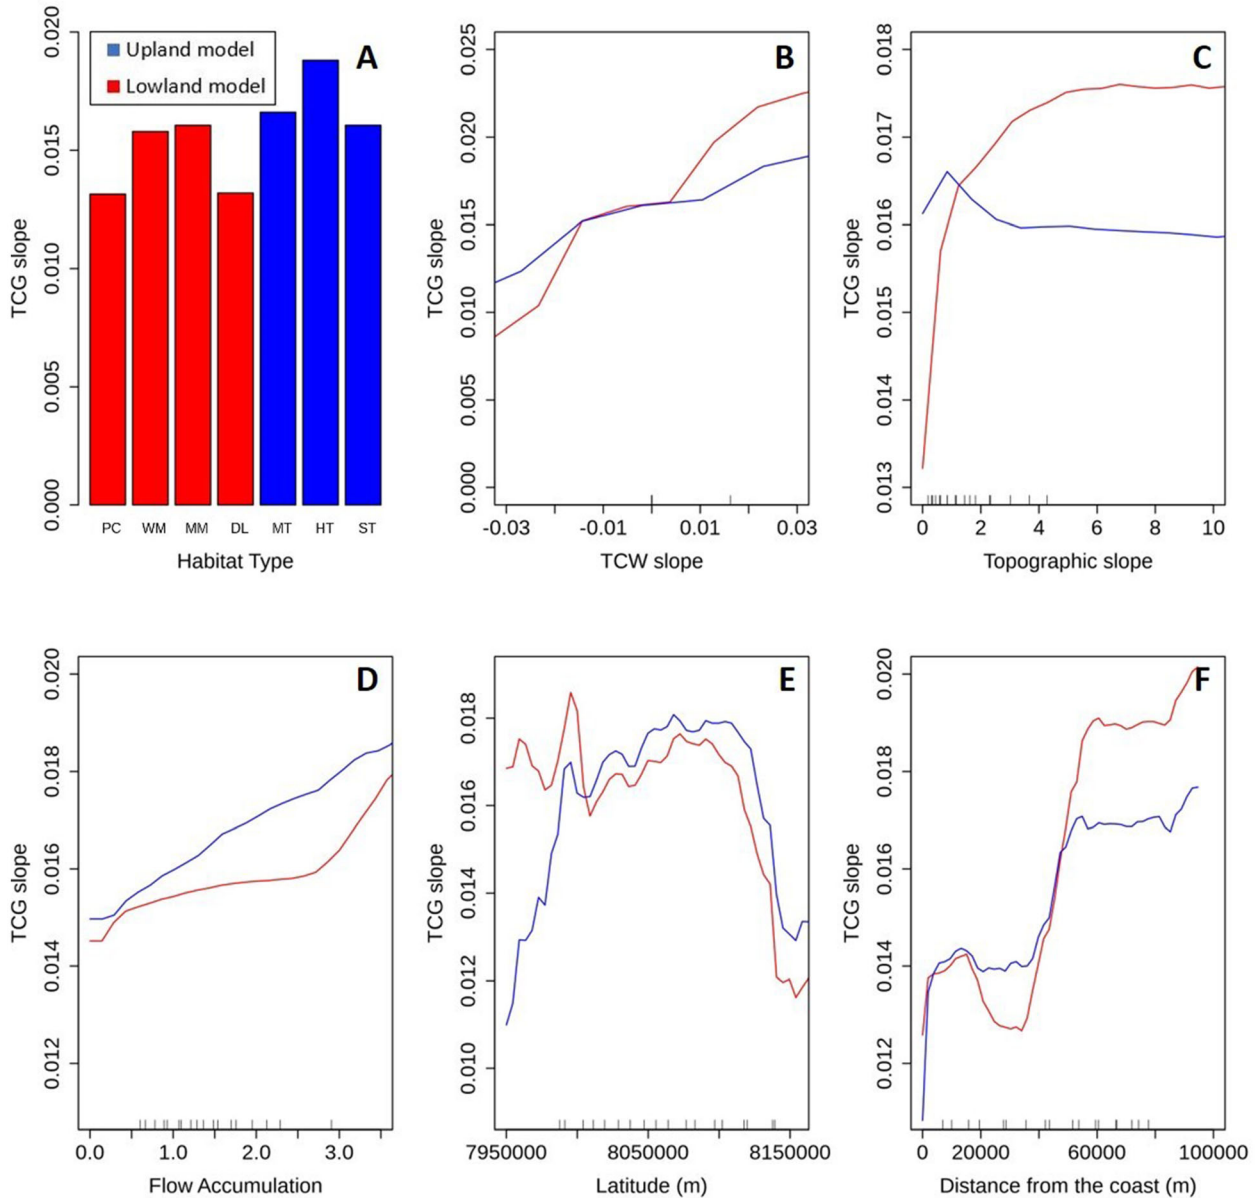 A
Upland model
Lowland model
TCG slope
0.000 0.005 0.010 0.015 0.020
PC WM MM DL MT HT ST
Habitat Type
B
TCG slope
0.000 0.005 0.010 0.015 0.020 0.025
-0.03 -0.01 0.01 0.03
TCW slope
C
TCG slope
0.013 0.014 0.015 0.016 0.017 0.018
0 2 4 6 8 10
Topographic slope
D
TCG slope
0.012 0.014 0.016 0.018 0.020
0.0 1.0 2.0 3.0
Flow Accumulation
E
TCG slope
0.010 0.012 0.014 0.016 0.018
7950000 8050000 8150000
Latitude (m)
F
TCG slope
0.012 0.014 0.016 0.018 0.020
0 20000 60000 100000
Distance from the coast (m)